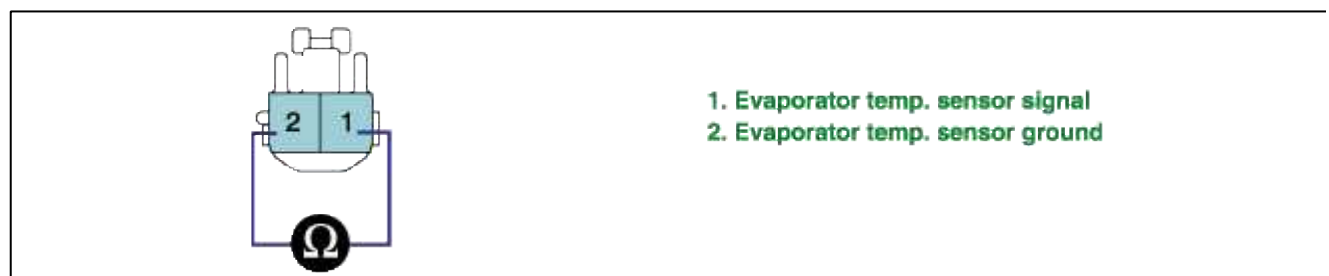 2 1
1. Evaporator temp. sensor signal
2. Evaporator temp. sensor ground
Ω